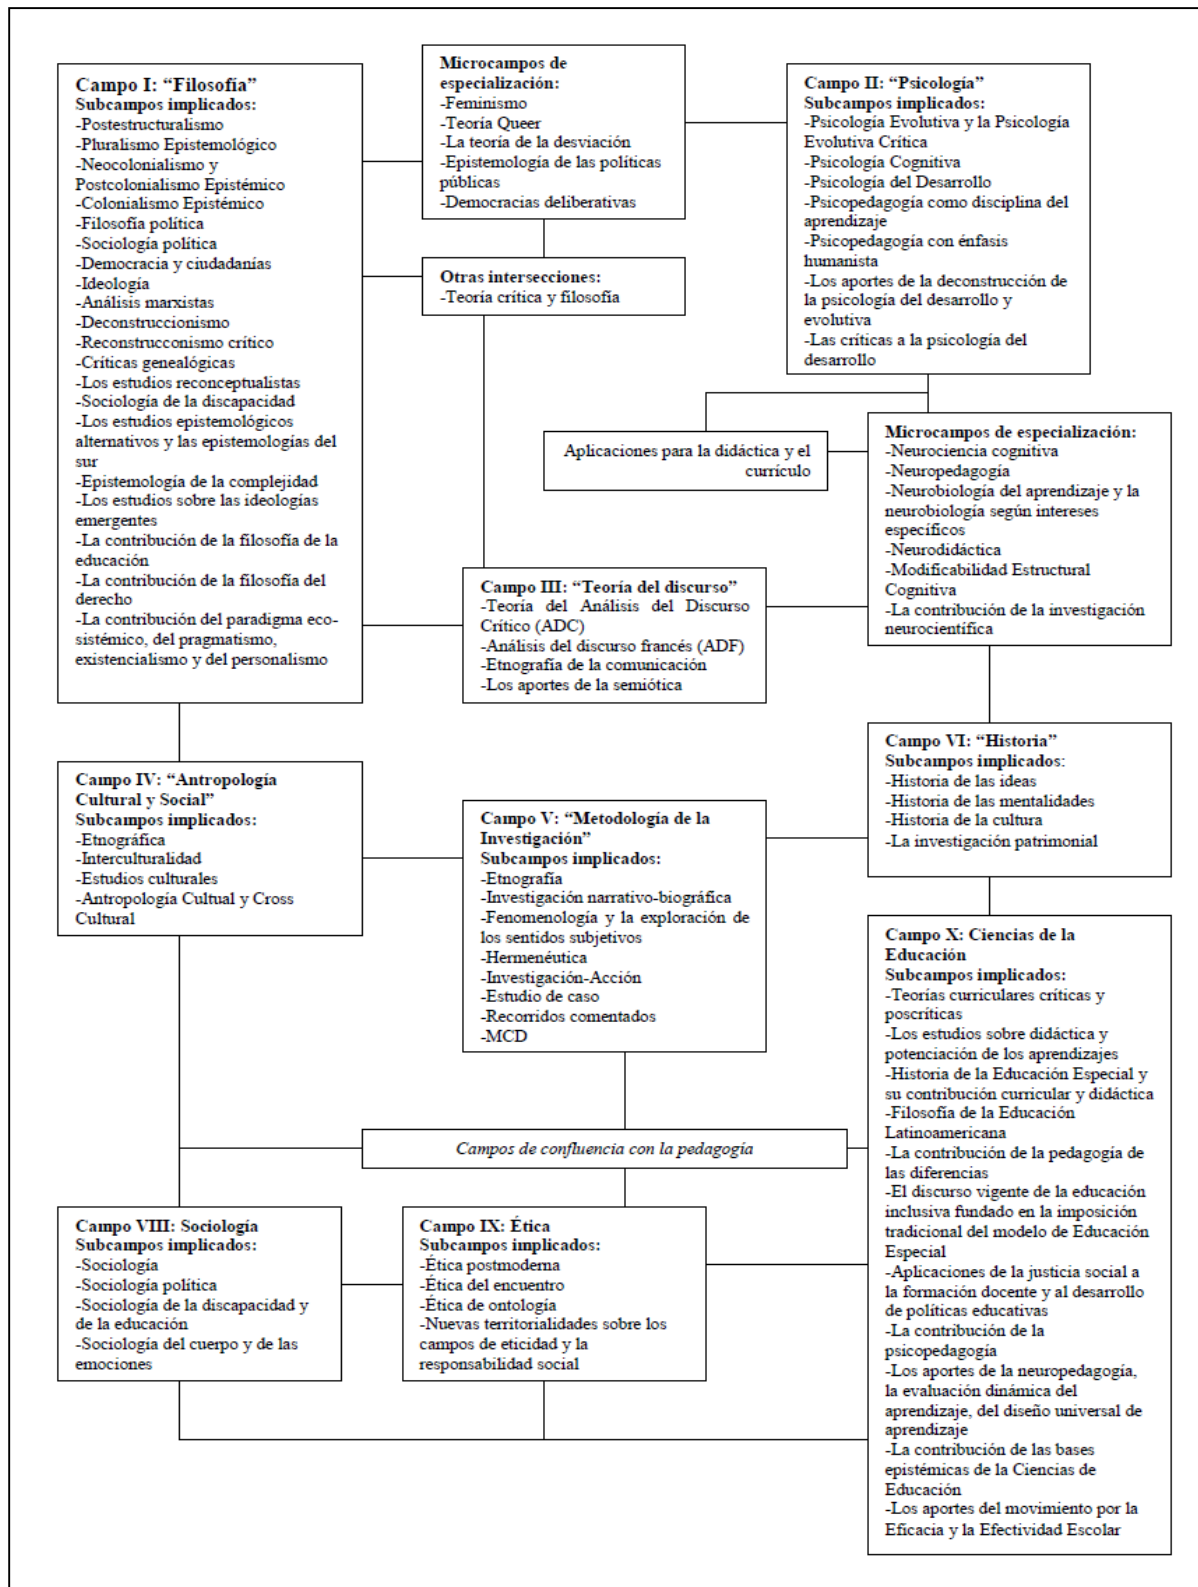 Campo I: “Filosofía”
Subcampos implicados:
-Postestructuralismo
-Pluralismo Epistemológico
-Neocolonialismo y
Postcolonialismo Epistémico
-Colonialismo Epistémico
-Filosofía política
-Sociología política
-Democracia y ciudadanías
-Ideología
-Análisis marxistas
-Deconstruccionismo
-Reconstrucconismo crítico
-Críticas genealógicas
-Los estudios reconceptualistas
-Sociología de la discapacidad
-Los estudios epistemológicos
alternativos y las epistemologías del
sur
-Epistemología de la complejidad
-Los estudios sobre las ideologías
emergentes
-La contribución de la filosofía de la
educación
-La contribución de la filosofía del
derecho
-La contribución del paradigma eco-
sistémico, del pragmatismo,
existencialismo y del personalismo
Microcampos de
especialización:
-Feminismo
-Teoría Queer
-La teoría de la desviación
-Epistemología de las políticas
públicas
-Democracias deliberativas
Otras intersecciones:
-Teoría crítica y filosofía
Campo II: “Psicología”
Subcampos implicados:
-Psicología Evolutiva y la Psicología
Evolutiva Crítica
-Psicología Cognitiva
-Psicología del Desarrollo
-Psicopedagogía como disciplina del
aprendizaje
-Psicopedagogía con énfasis
humanista
-Los aportes de la deconstrucción de
la psicología del desarrollo y
evolutiva
-Las críticas a la psicología del
desarrollo
Aplicaciones para la didáctica y el
currículo
Microcampos de especialización:
-Neurociencia cognitiva
-Neuropedagogía
-Neurobiología del aprendizaje y la
neurobiología según intereses
específicos
-Neurodidáctica
-Modificabilidad Estructural
Cognitiva
-La contribución de la investigación
neurocientífica
Campo III: “Teoría del discurso”
-Teoría del Análisis del Discurso
Crítico (ADC)
-Análisis del discurso francés (ADF)
-Etnografía de la comunicación
-Los aportes de la semiótica
Campo IV: “Antropología
Cultural y Social”
Subcampos implicados:
-Etnográfica
-Interculturalidad
-Estudios culturales
-Antropología Cultual y Cross
Cultural
Campo V: “Metodología de la
Investigación”
Subcampos implicados:
-Etnografía
-Investigación narrativo-biográfica
-Fenomenología y la exploración de
los sentidos subjetivos
-Hermenéutica
-Investigación-Acción
-Estudio de caso
-Recorridos comentados
-MCD
Campo VI: “Historia”
Subcampos implicados:
-Historia de las ideas
-Historia de las mentalidades
-Historia de la cultura
-La investigación patrimonial
Campos de confluencia con la pedagogía
Campo VIII: Sociología
Subcampos implicados:
-Sociología
-Sociología política
-Sociología de la discapacidad y
de la educación
-Sociología del cuerpo y de las
emociones
Campo IX: Ética
Subcampos implicados:
-Ética postmoderna
-Ética del encuentro
-Ética de ontología
-Nuevas territorialidades sobre los
campos de eticidad y la
responsabilidad social
Campo X: Ciencias de la
Educación
Subcampos implicados:
-Teorías curriculares críticas y
poscríticas
-Los estudios sobre didáctica y
potenciación de los aprendizajes
-Historia de la Educación Especial y
su contribución curricular y didáctica
-Filosofía de la Educación
Latinoamericana
-La contribución de la pedagogía de
las diferencias
-El discurso vigente de la educación
inclusiva fundado en la imposición
tradicional del modelo de Educación
Especial
-Aplicaciones de la justicia social a
la formación docente y al desarrollo
de políticas educativas
-La contribución de la
psicopedagogía
-Los aportes de la neuropedagogía,
la evaluación dinámica del
aprendizaje, del diseño universal de
aprendizaje
-La contribución de las bases
epistémicas de la Ciencias de
Educación
-Los aportes del movimiento por la
Eficacia y la Efectividad Escolar